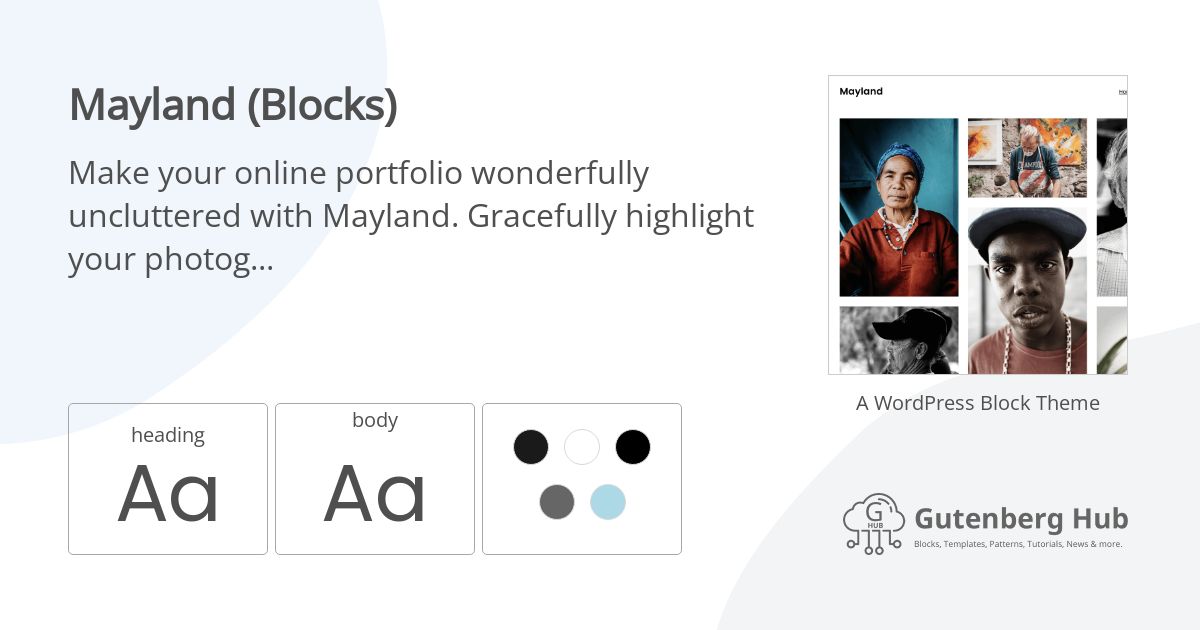 Mayland (Blocks)
Make your online portfolio wonderfully
uncluttered with Mayland. Gracefully highlight
your photog...
heading
Aa
body
Aa
Mayland
A WordPress Block Theme
G
HUB
Gutenberg Hub
Blocks, Templates, Patterns, Tutorials, News & more.